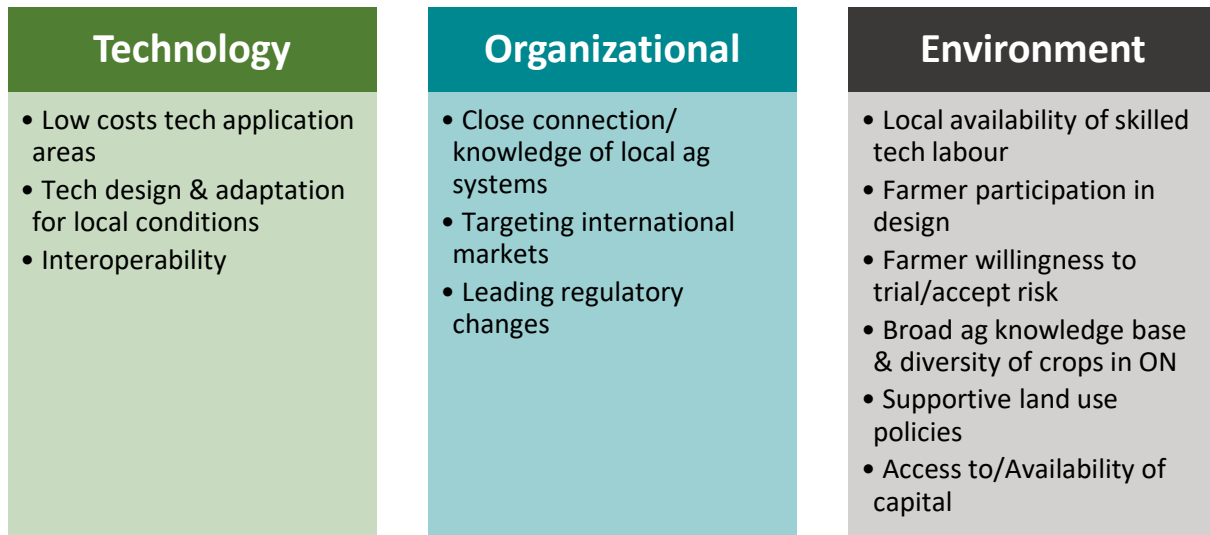 Technology
• Low costs tech application
areas
• Tech design & adaptation
for local conditions
• Interoperability
Organizational
• Close connection/
knowledge of local ag
systems
• Targeting international
markets
• Leading regulatory
changes
Environment
• Local availability of skilled
tech labour
• Farmer participation in
design
• Farmer willingness to
trial/accept risk
• Broad ag knowledge base
& diversity of crops in ON
• Supportive land use
policies
• Access to/Availability of
capital